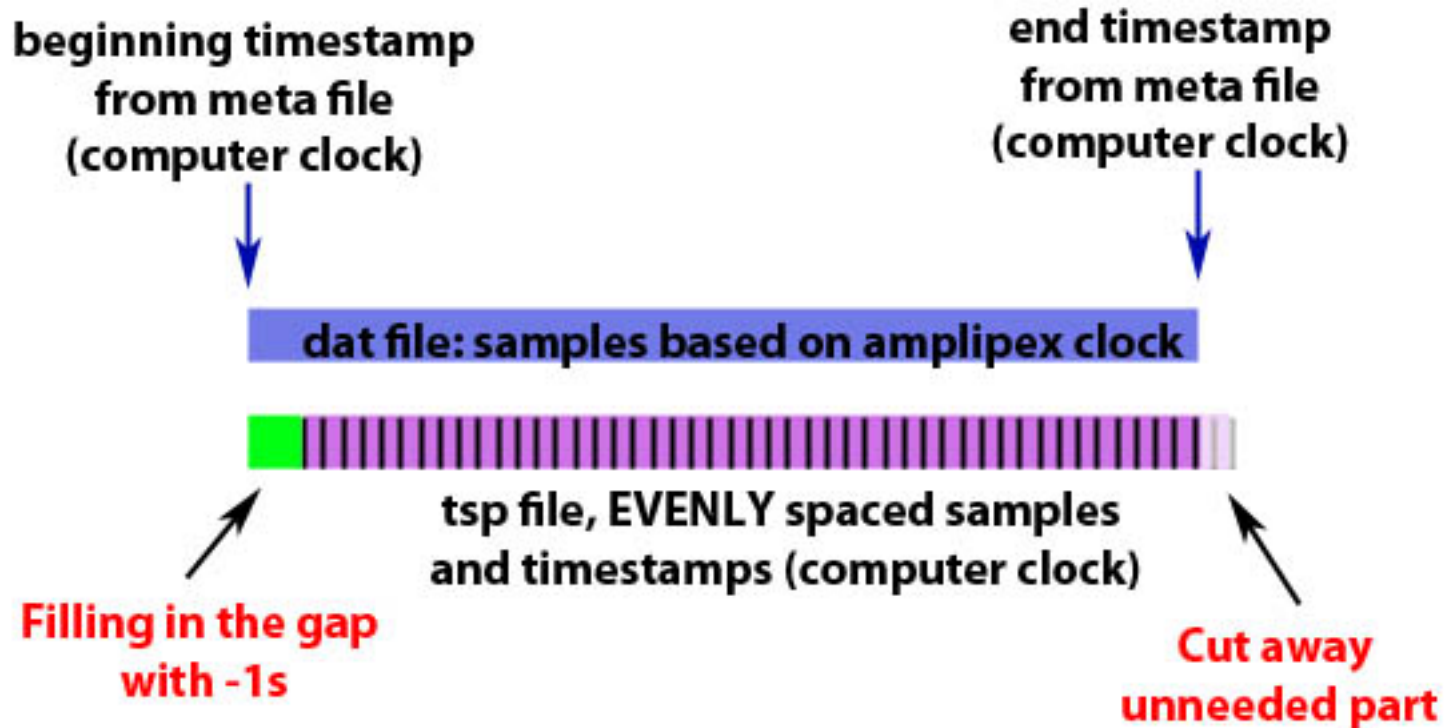 beginning timestamp
from meta file
(computer clock)
end timestamp
from meta file
(computer clock)
dat file: samples based on amplipex clock
tsp file, EVENLY spaced samples
and timestamps (computer clock)
Filling in the gap
with -1s
Cut away
unneeded part